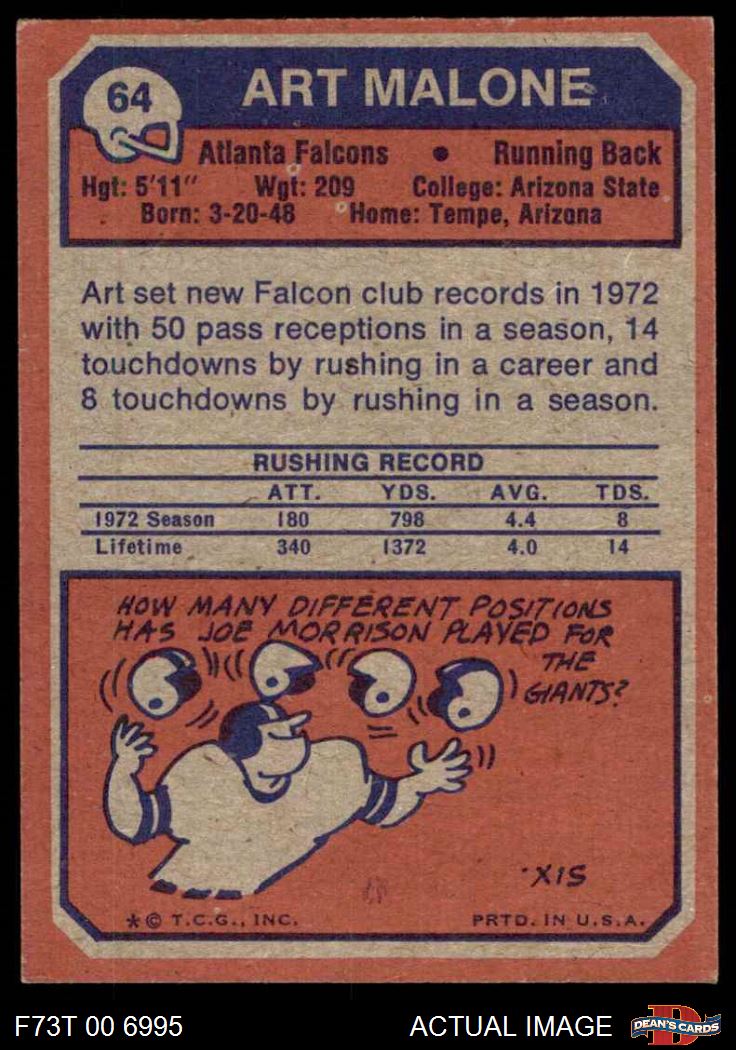 64
ART MALONE
Atlanta Falcons • Running Back
Hgt: 5'11" Wgt: 209 College: Arizona State
Born: 3-20-48 Home: Tempe, Arizona
Art set new Falcon club records in 1972
with 50 pass receptions in a season, 14
touchdowns by rushing in a career and
8 touchdowns by rushing in a season.
RUSHING RECORD
ATT. YDS. AVG. TDS.
1972 Season 180 798 4.4 8
Lifetime 340 1372 4.0 14
HOW MANY DIFFERENT POSITIONS
HAS JOE MORRISON PLAYED FOR
THE
GIANTS?
XIS
* © T.C.G., INC. PRTD. IN U.S.A.
F73T 00 6995 ACTUAL IMAGE D DEAN'S CARDS